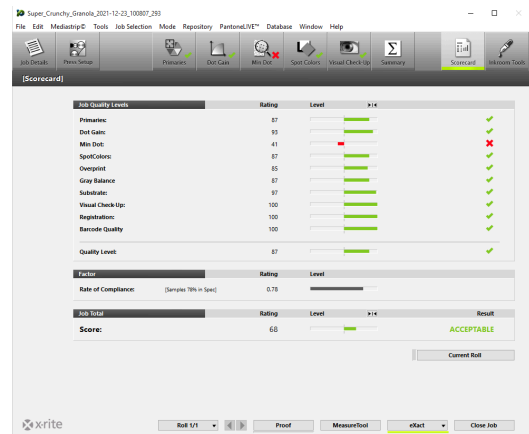 Super_Crunchy_Granola_2021-12-23_100807_293
File Edit Mediastrip© Tools Job Selection Mode Repository PantoneLIVE™ Database Window Help
Job Details Press Setup Primaries Dot Gain Min Dot Spot Colors Visual Check-Up Summary Scorecard Inkroom Tools
[Scorecard]
Job Quality Levels Rating Level
Primaries: 87
Dot Gain: 93
Min Dot: 41
SpotColors: 87
Overprint 85
Gray Balance 87
Substrate: 97
Visual Check-Up: 100
Registration: 100
Barcode Quality 100
Quality Level: 87
Factor Rating Level
Rate of Compliance: [Samples 78% in Spec] 0.78
Job Total Rating Level Result
Score: 68 ACCEPTABLE
Current Roll
x-rite Roll 1/1 Proof MeasureTool eXact Close Job